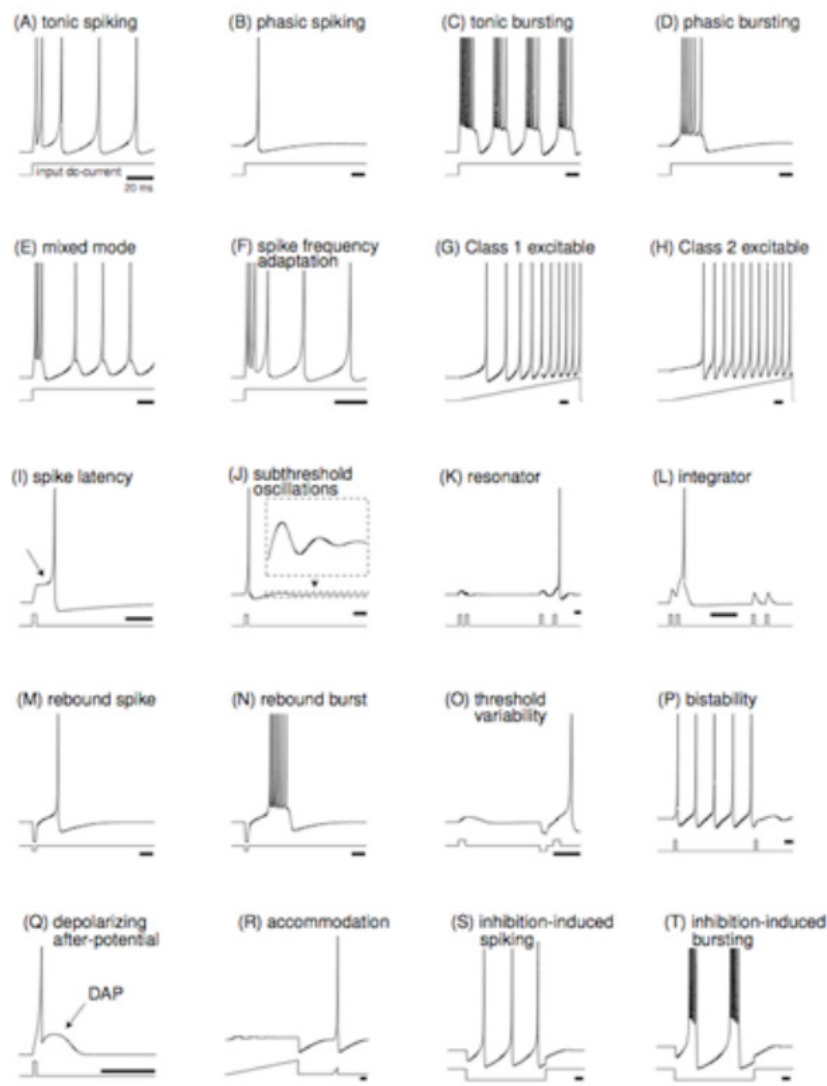 (A) tonic spiking
(B) phasic spiking
(C) tonic bursting
(D) phasic bursting
input dc-current
20 ms
(E) mixed mode
(F) spike frequency
adaptation
(G) Class 1 excitable
(H) Class 2 excitable
(I) spike latency
(J) subthreshold
oscillations
(K) resonator
(L) integrator
(M) rebound spike
(N) rebound burst
(O) threshold
variability
(P) bistability
(Q) depolarizing
after-potential
DAP
(R) accommodation
(S) inhibition-induced
spiking
(T) inhibition-induced
bursting